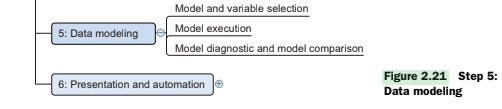 Model and variable selection
5: Data modeling
Model execution
Model diagnostic and model comparison
6: Presentation and automation
Figure 2.21 Step 5:
Data modeling